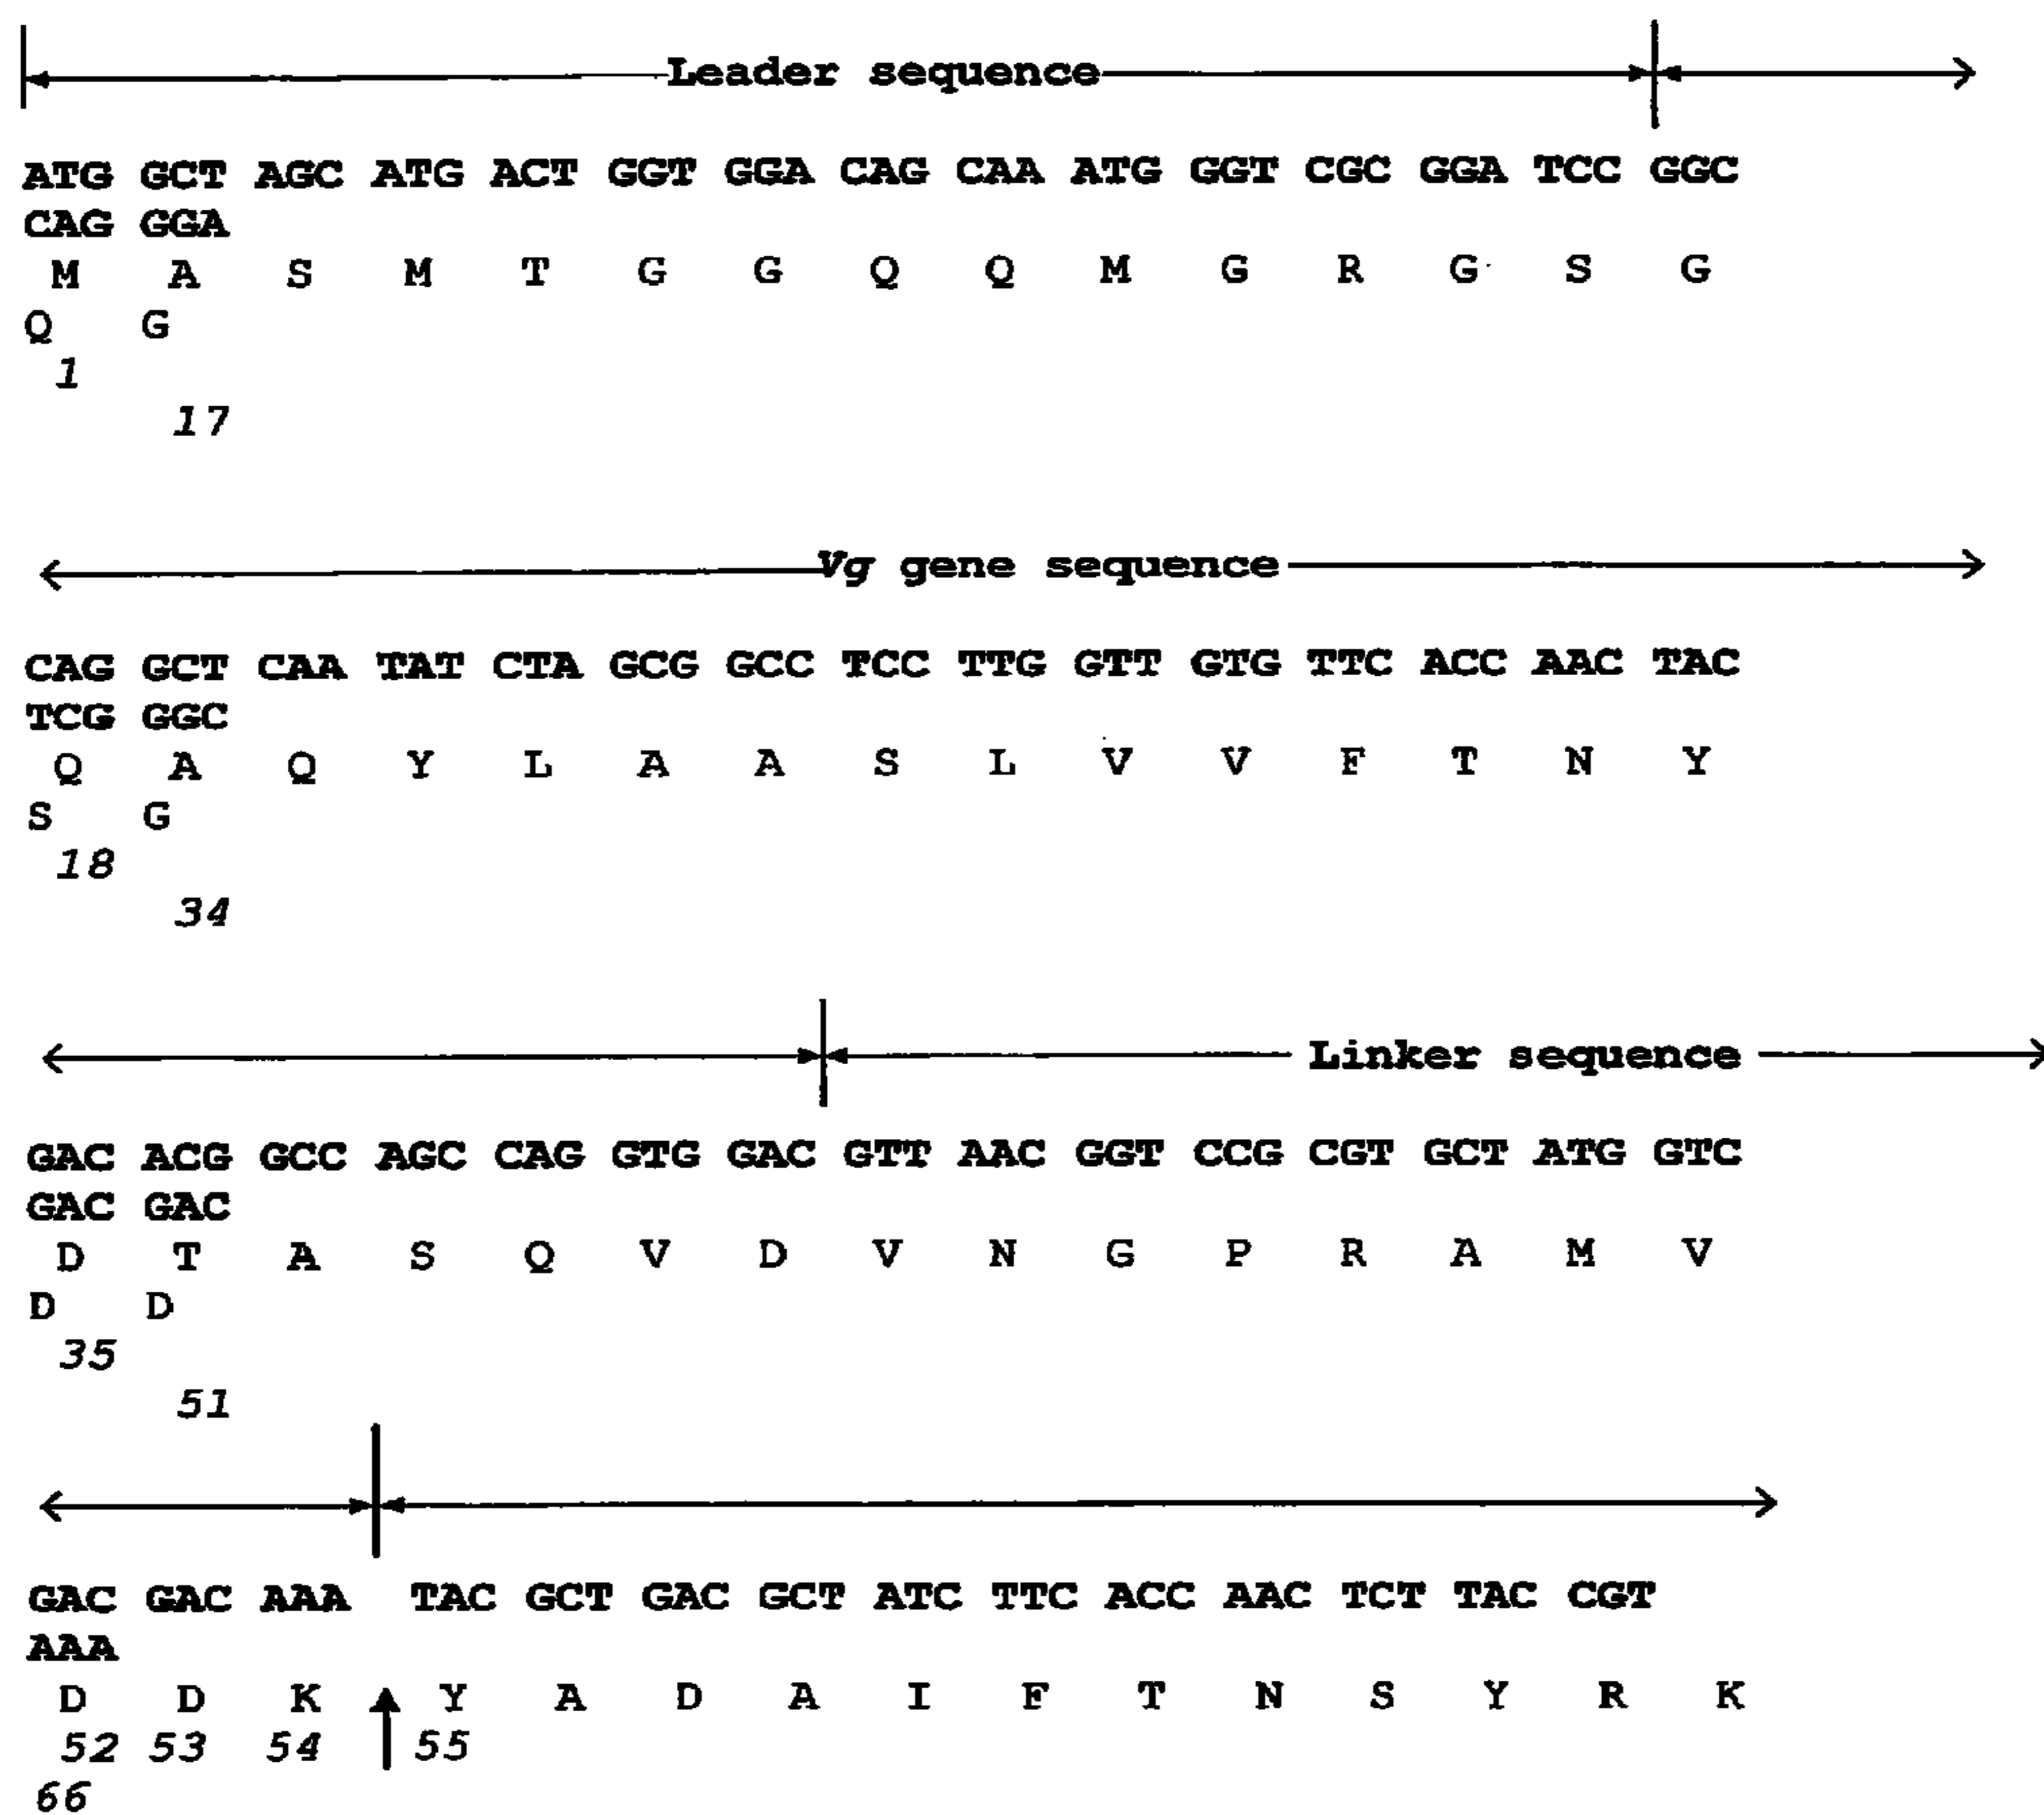 Leader sequence
ATG GCT AGC ATG ACT GGT GGA CAG CAA ATG GGT CGC GGA TCC GGC
CAG GGA
M A S M T G G Q Q M G R G S G
Q G
1
17
Vg gene sequence
CAG GCT CAA TAT CTA GCG GCC TCC TTG GTT GTG TTC ACC AAC TAC
TCG GGC
Q A Q Y L A A S L V V F T N Y
S G
18
34
Linker sequence
GAC ACG GCC AGC CAG GTG GAC GTT AAC GGT CCG CGT GCT ATG GTC
GAC GAC
D T A S Q V D V N G P R A M V
D D
35
51
GAC GAC AAA TAC GCT GAC GCT ATC TTC ACC AAC TCT TAC CGT
AAA
D D K Y A D A I F T N S Y R K
52 53 54 55
66